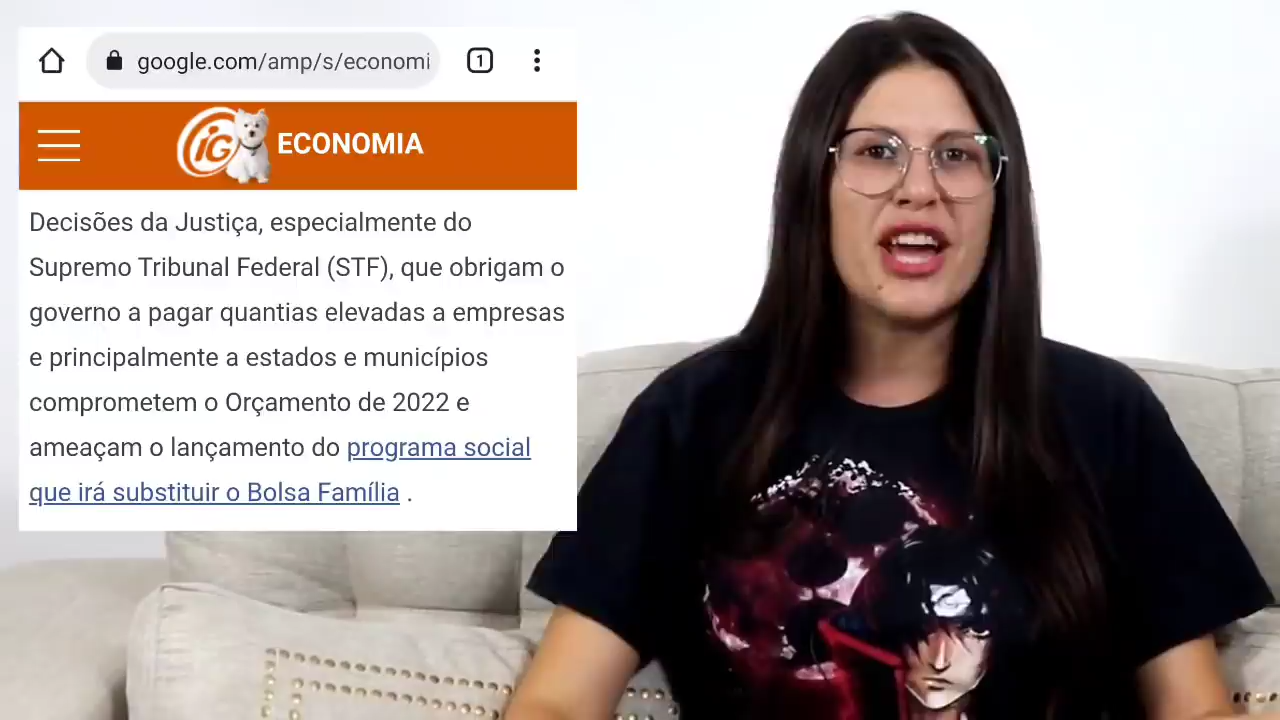 google.com/amp/s/economi
1
iG ECONOMIA
Decisões da Justiça, especialmente do
Supremo Tribunal Federal (STF), que obrigam o
governo a pagar quantias elevadas a empresas
e principalmente a estados e municípios
comprometem o Orçamento de 2022 e
ameaçam o lançamento do programa social
que irá substituir o Bolsa Família .